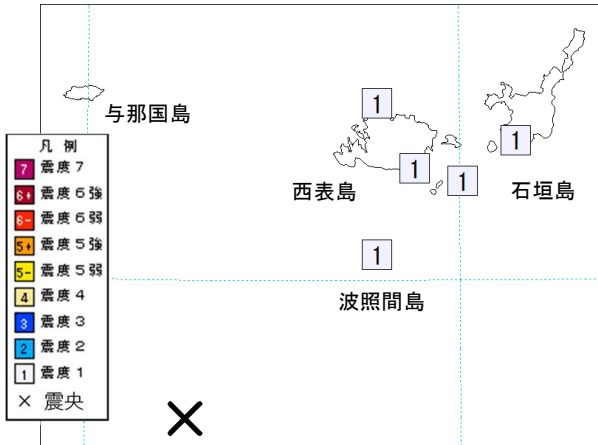 与那国島
1
1
1
1
西表島
石垣島
1
波照間島
凡 例
7 震度7
6+ 震度6強
6- 震度6弱
5+ 震度5強
5- 震度5弱
4 震度4
3 震度3
2 震度2
1 震度1
× 震央